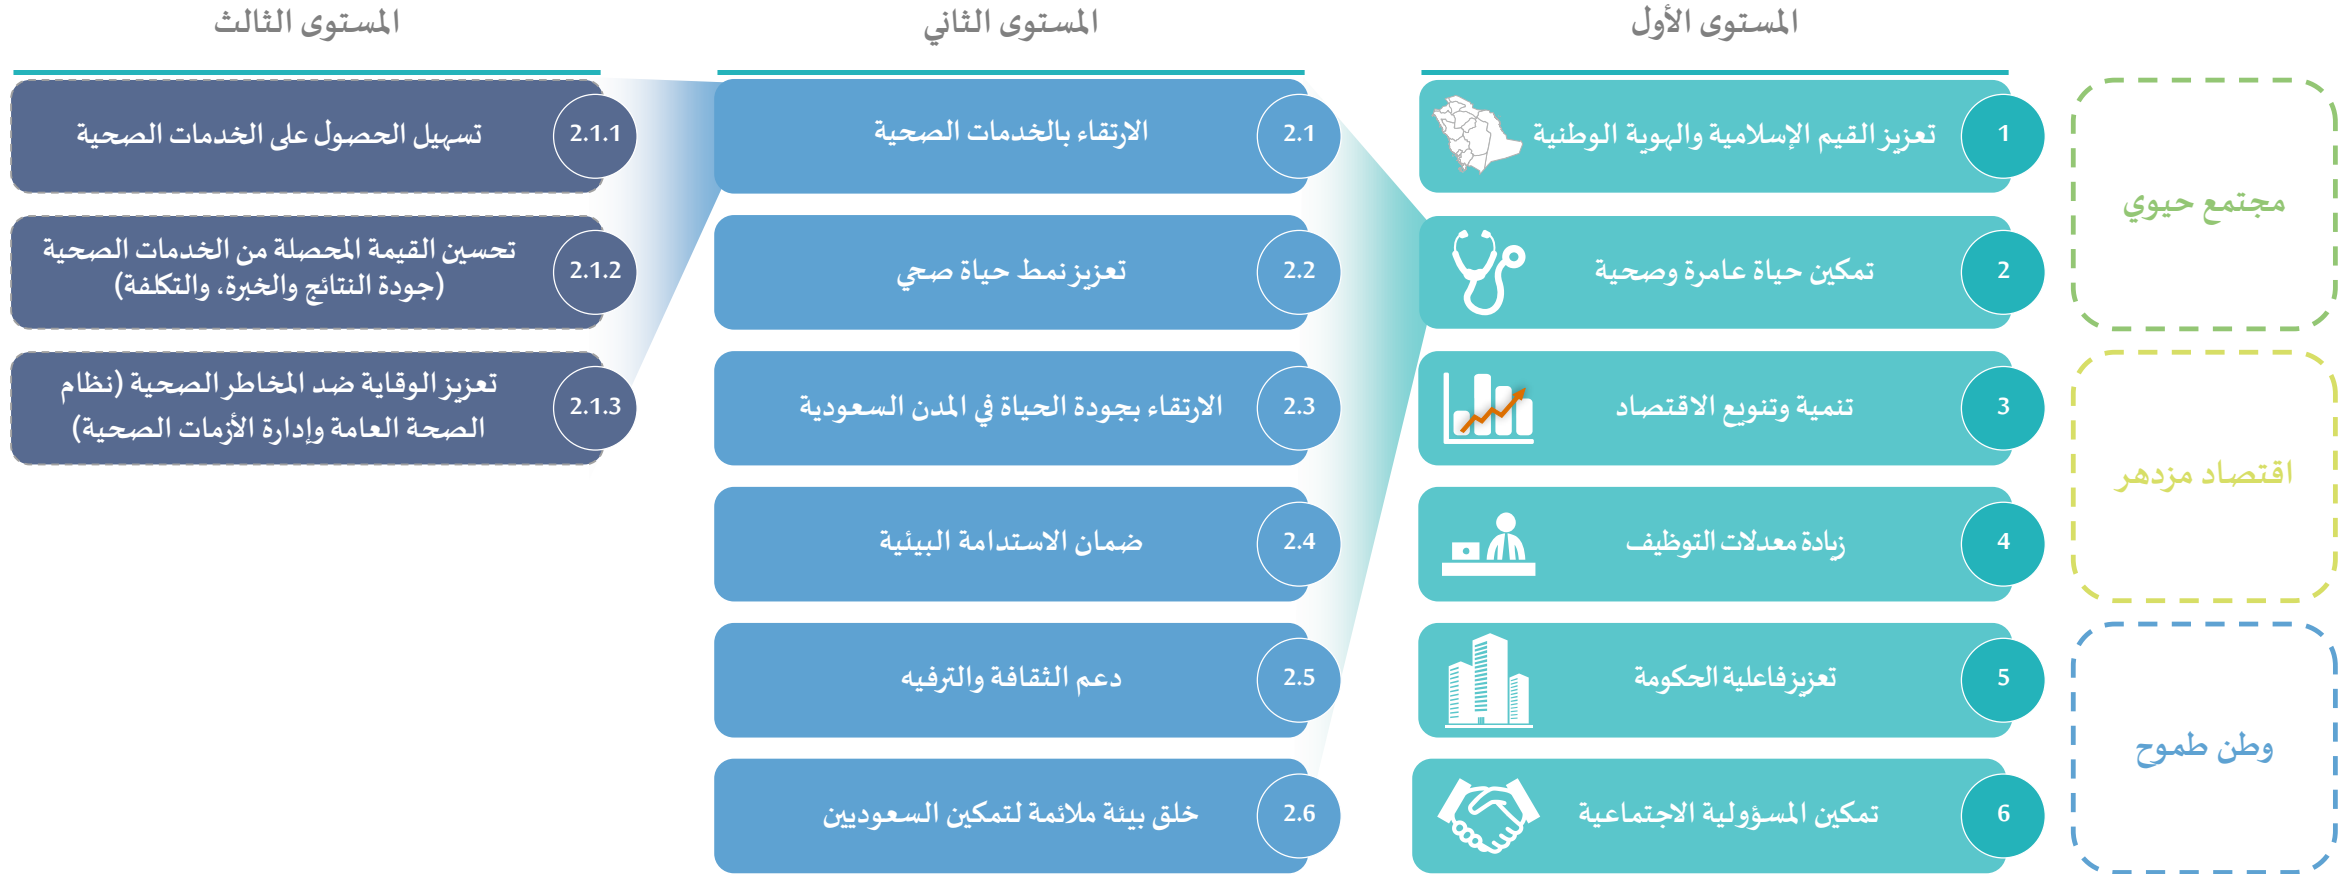 المستوى الأول
المستوى الثاني
المستوى الثالث
مجتمع حيوي
اقتصاد مزدهر
وطن طموح
1
تعزيز القيم الإسلامية والهوية الوطنية
2
تمكين حياة عامرة وصحية
3
تنمية وتنويع الاقتصاد
4
زيادة معدلات التوظيف
5
تعزيز فاعلية الحكومة
6
تمكين المسؤولية الاجتماعية
2.1
الارتقاء بالخدمات الصحية
2.2
تعزيز نمط حياة صحي
2.3
الارتقاء بجودة الحياة في المدن السعودية
2.4
ضمان الاستدامة البيئية
2.5
دعم الثقافة والترفيه
2.6
خلق بيئة ملائمة لتمكين السعوديين
2.1.1
تسهيل الحصول على الخدمات الصحية
2.1.2
تحسين القيمة المحصلة من الخدمات الصحية
(جودة النتائج والخبرة، والتكلفة)
2.1.3
تعزيز الوقاية ضد المخاطر الصحية (نظام
الصحة العامة وإدارة الأزمات الصحية)